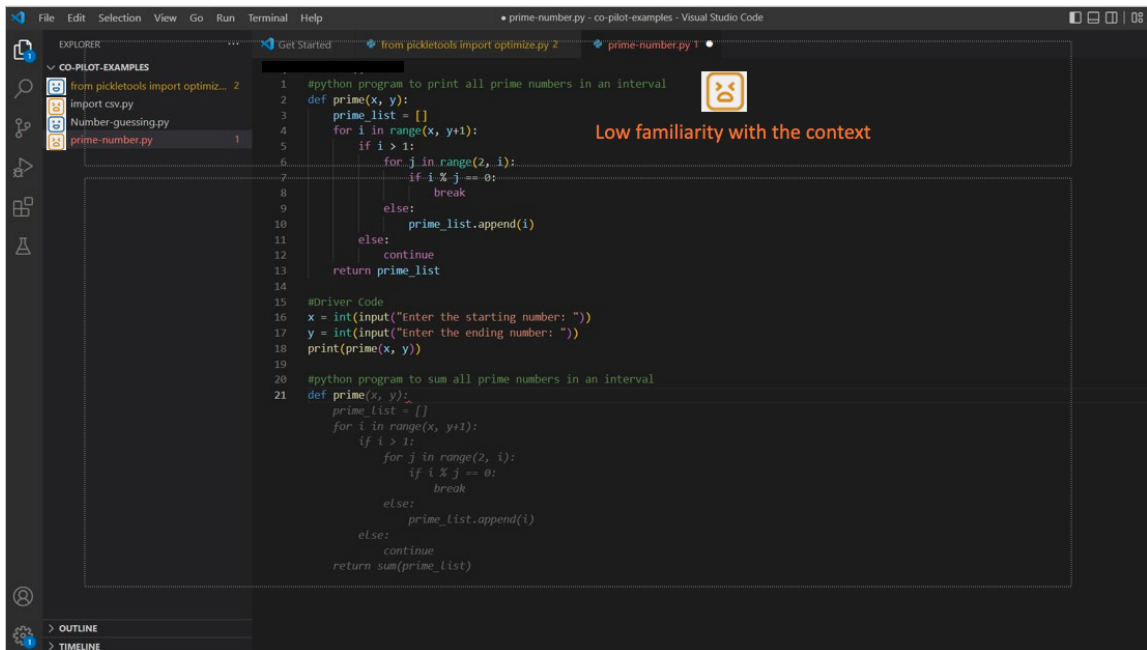 File Edit Selection View Go Run Terminal Help
● prime-number.py - co-pilot-examples - Visual Studio Code
EXPLORER ...
CO-PILOT-EXAMPLES
from pickletools import optimiz... 2
import csv.py
Number-guessing.py
prime-number.py 1
OUTLINE
TIMELINE
Get Started from pickletools import optimize.py 2 prime-number.py 1 ●
1 #python program to print all prime numbers in an interval
2 def prime(x, y):
3     prime_list = []
4     for i in range(x, y+1):
5         if i > 1:
6             for j in range(2, i):
7                 if i % j == 0:
8                     break
9             else:
10                 prime_list.append(i)
11         else:
12             continue
13     return prime_list
14
15 #Driver Code
16 x = int(input("Enter the starting number: "))
17 y = int(input("Enter the ending number: "))
18 print(prime(x, y))
19
20 #python program to sum all prime numbers in an interval
21 def prime(x, y):
    prime_list = []
    for i in range(x, y+1):
        if i > 1:
            for j in range(2, i):
                if i % j == 0:
                    break
            else:
                prime_list.append(i)
        else:
            continue
    return sum(prime_list)
Low familiarity with the context